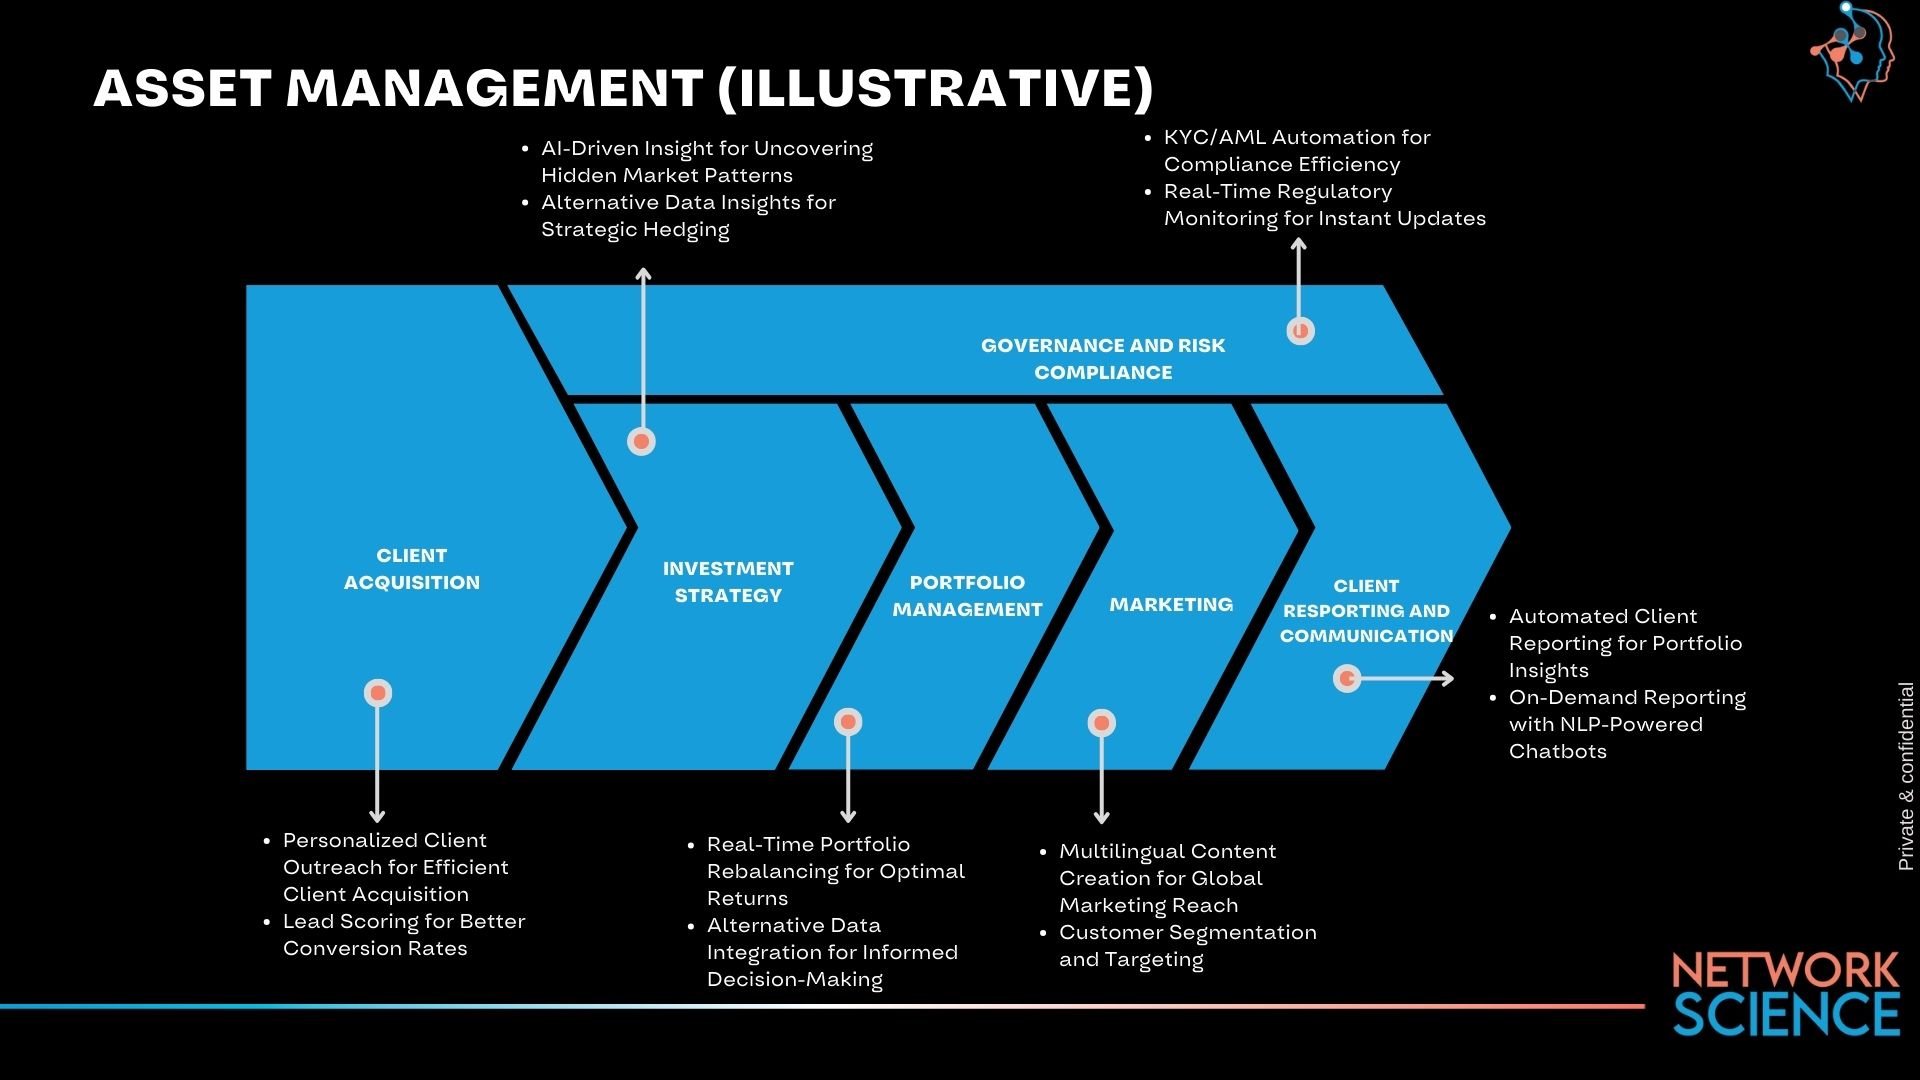 ASSET MANAGEMENT (ILLUSTRATIVE)
• AI-Driven Insight for Uncovering
Hidden Market Patterns
• Alternative Data Insights for
Strategic Hedging
• KYC/AML Automation for
Compliance Efficiency
• Real-Time Regulatory
Monitoring for Instant Updates
GOVERNANCE AND RISK
COMPLIANCE
CLIENT
ACQUISITION
INVESTMENT
STRATEGY
PORTFOLIO
MANAGEMENT
MARKETING
CLIENT
RESPORTING AND
COMMUNICATION
• Automated Client
Reporting for Portfolio
Insights
• On-Demand Reporting
with NLP-Powered
Chatbots
• Personalized Client
Outreach for Efficient
Client Acquisition
• Lead Scoring for Better
Conversion Rates
• Real-Time Portfolio
Rebalancing for Optimal
Returns
• Alternative Data
Integration for Informed
Decision-Making
• Multilingual Content
Creation for Global
Marketing Reach
• Customer Segmentation
and Targeting
Private & confidential
NETWORK
SCIENCE